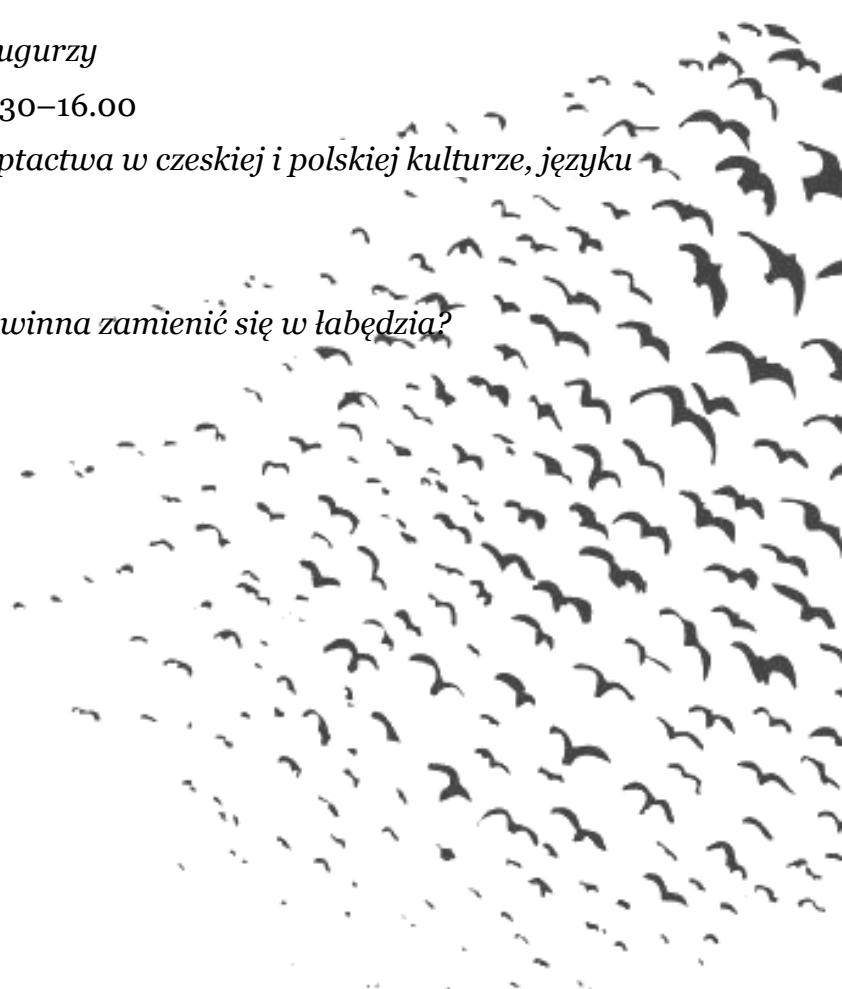 ugurzy
30–16.00
ptactwa w czeskiej i polskiej kulturze, języku
winna zamienić się w łabędzia?